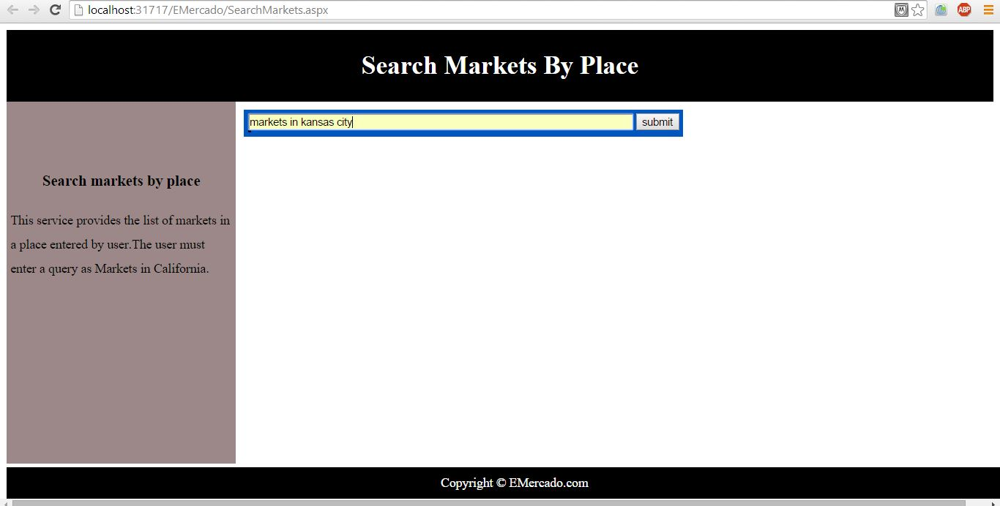 localhost:31717/EMercado/SearchMarkets.aspx
ABP
Search Markets By Place
markets in kansas city
submit
Search markets by place
This service provides the list of markets in
a place entered by user.The user must
enter a query as Markets in California.
Copyright © EMercado.com